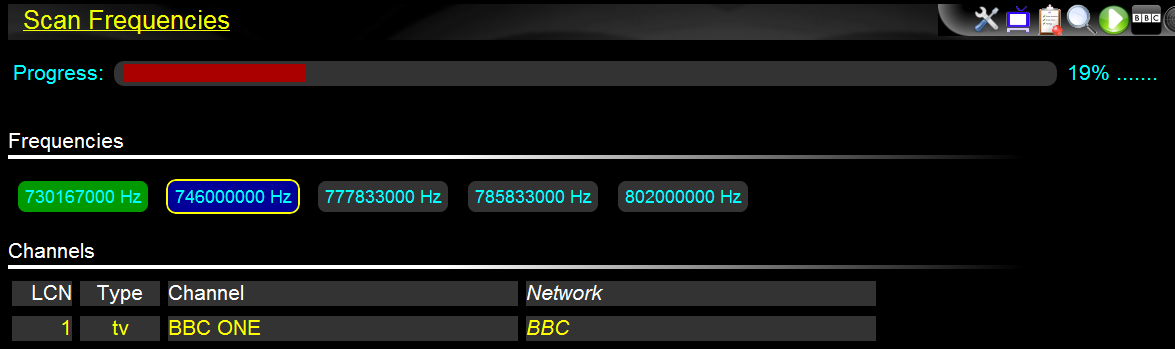 Scan Frequencies
BBC
Progress: 19% .......
Frequencies
730167000 Hz 746000000 Hz 777833000 Hz 785833000 Hz 802000000 Hz
Channels
LCN Type Channel Network
1 tv BBC ONE BBC